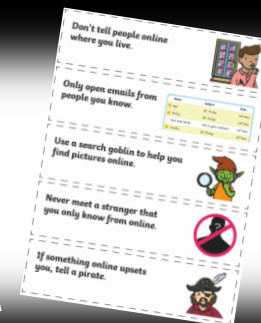 Don't tell people online
where you live.
Only open emails from
people you know.
Use a search goblin to help you
find pictures online.
Never meet a stranger that
you only know from online.
If something online upsets
you, tell a pirate.